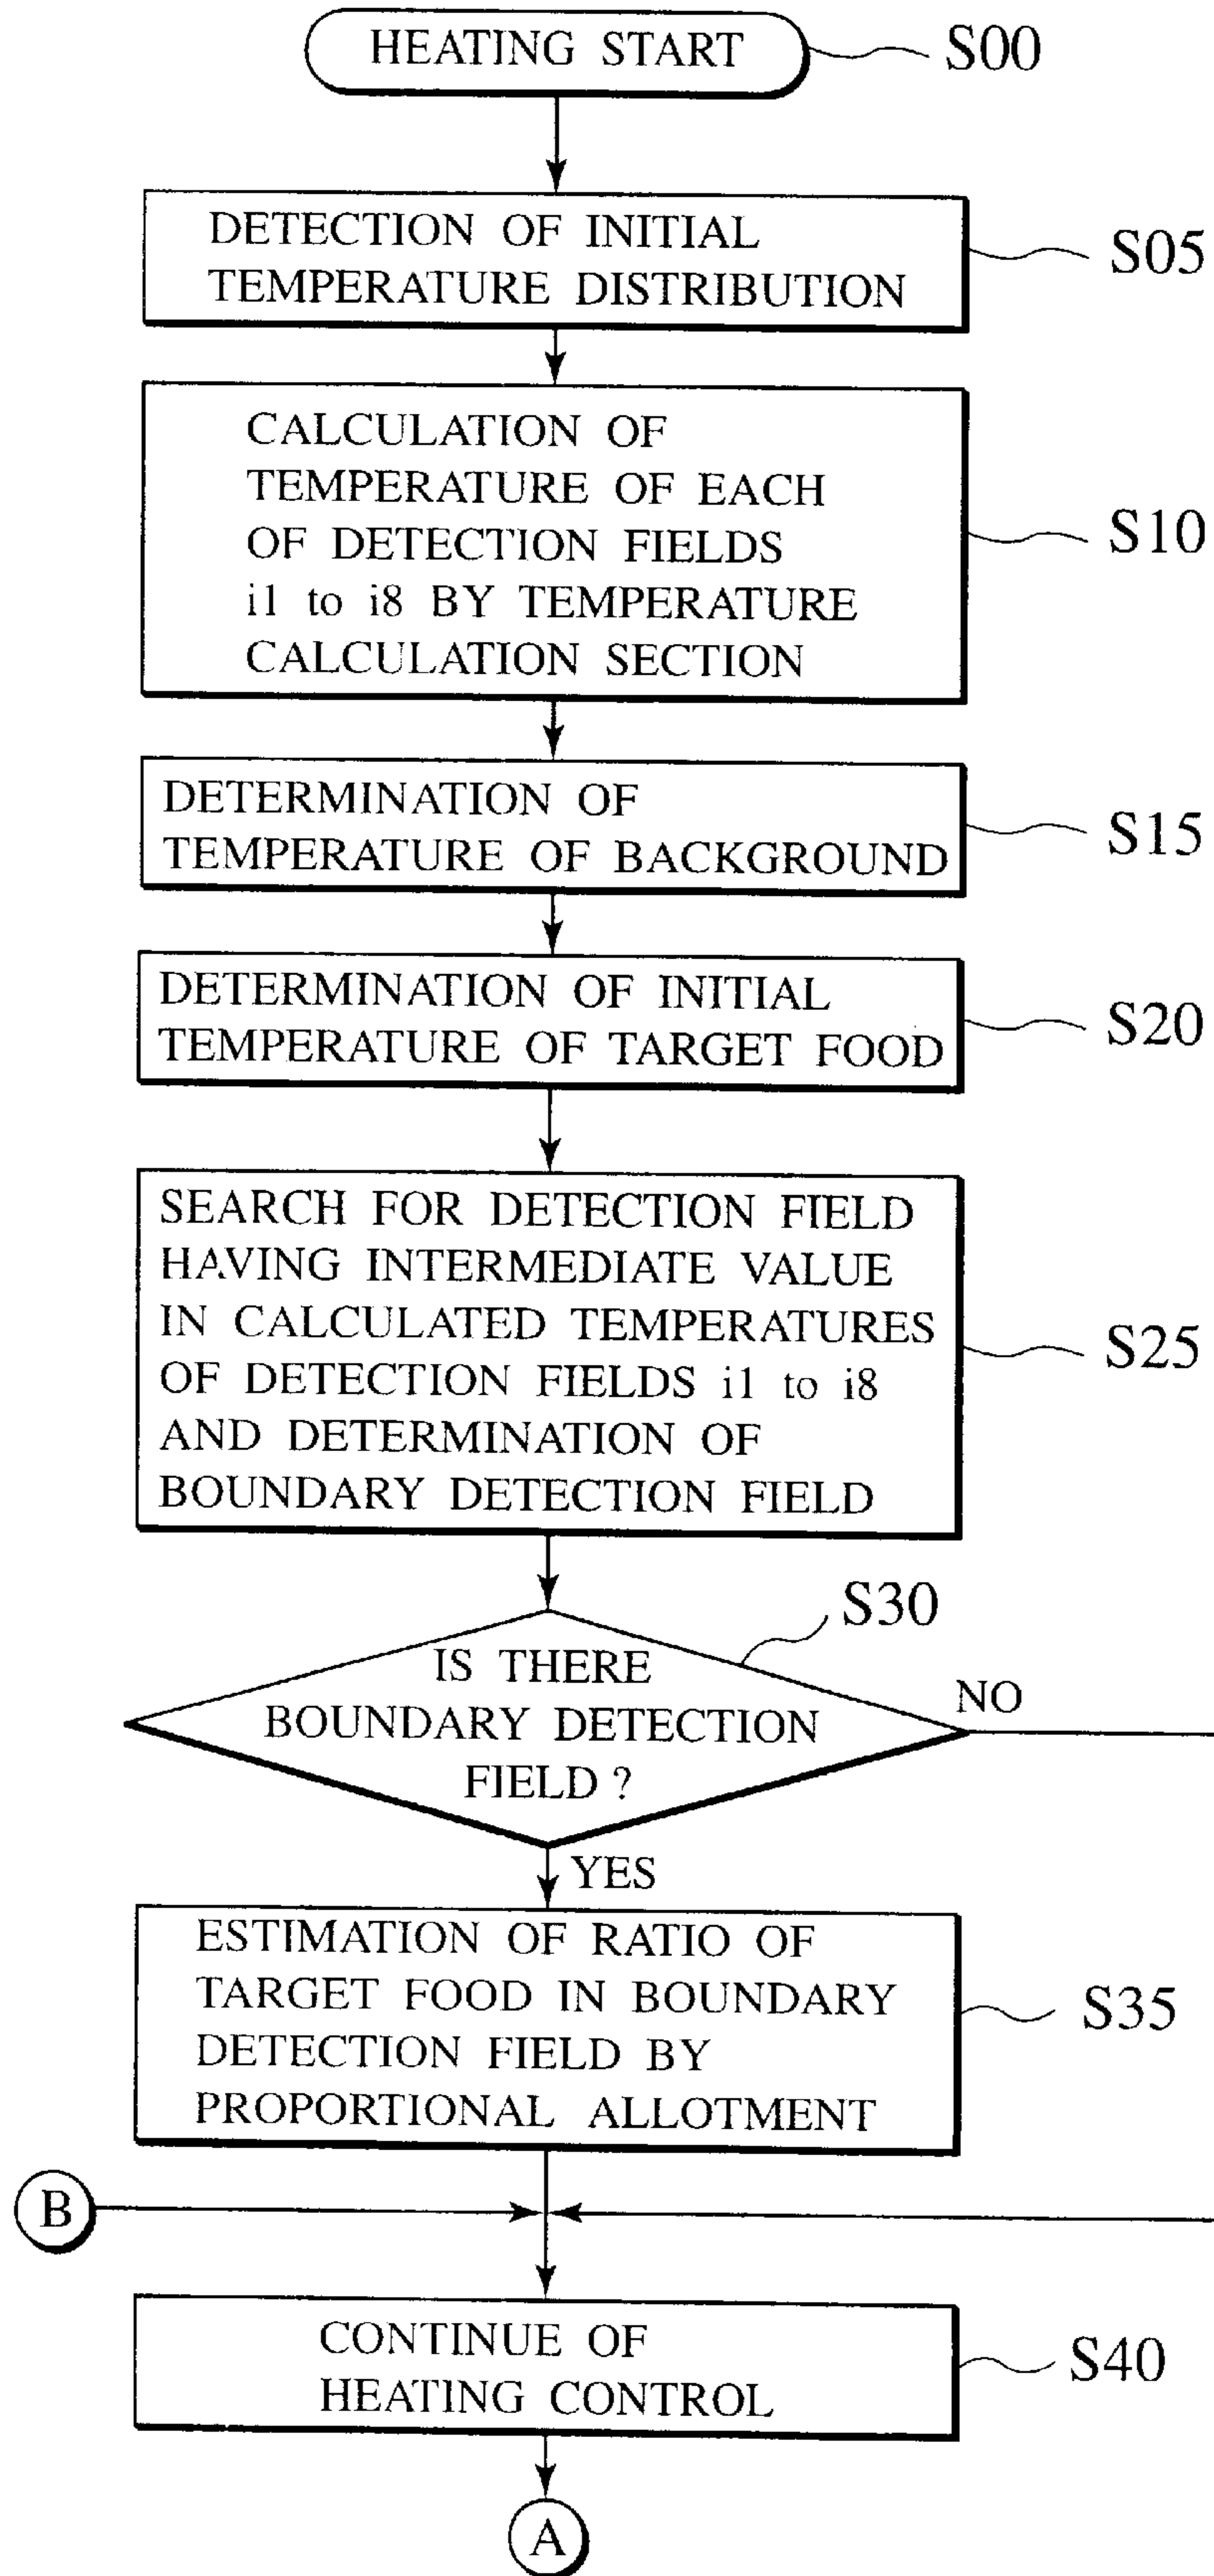 HEATING START
S00
DETECTION OF INITIAL
TEMPERATURE DISTRIBUTION
S05
CALCULATION OF
TEMPERATURE OF EACH
OF DETECTION FIELDS
i1 to i8 BY TEMPERATURE
CALCULATION SECTION
S10
DETERMINATION OF
TEMPERATURE OF BACKGROUND
S15
DETERMINATION OF INITIAL
TEMPERATURE OF TARGET FOOD
S20
SEARCH FOR DETECTION FIELD
HAVING INTERMEDIATE VALUE
IN CALCULATED TEMPERATURES
OF DETECTION FIELDS i1 to i8
AND DETERMINATION OF
BOUNDARY DETECTION FIELD
S25
S30
IS THERE
BOUNDARY DETECTION
FIELD ?
NO
YES
ESTIMATION OF RATIO OF
TARGET FOOD IN BOUNDARY
DETECTION FIELD BY
PROPORTIONAL ALLOTMENT
S35
B
CONTINUE OF
HEATING CONTROL
S40
A